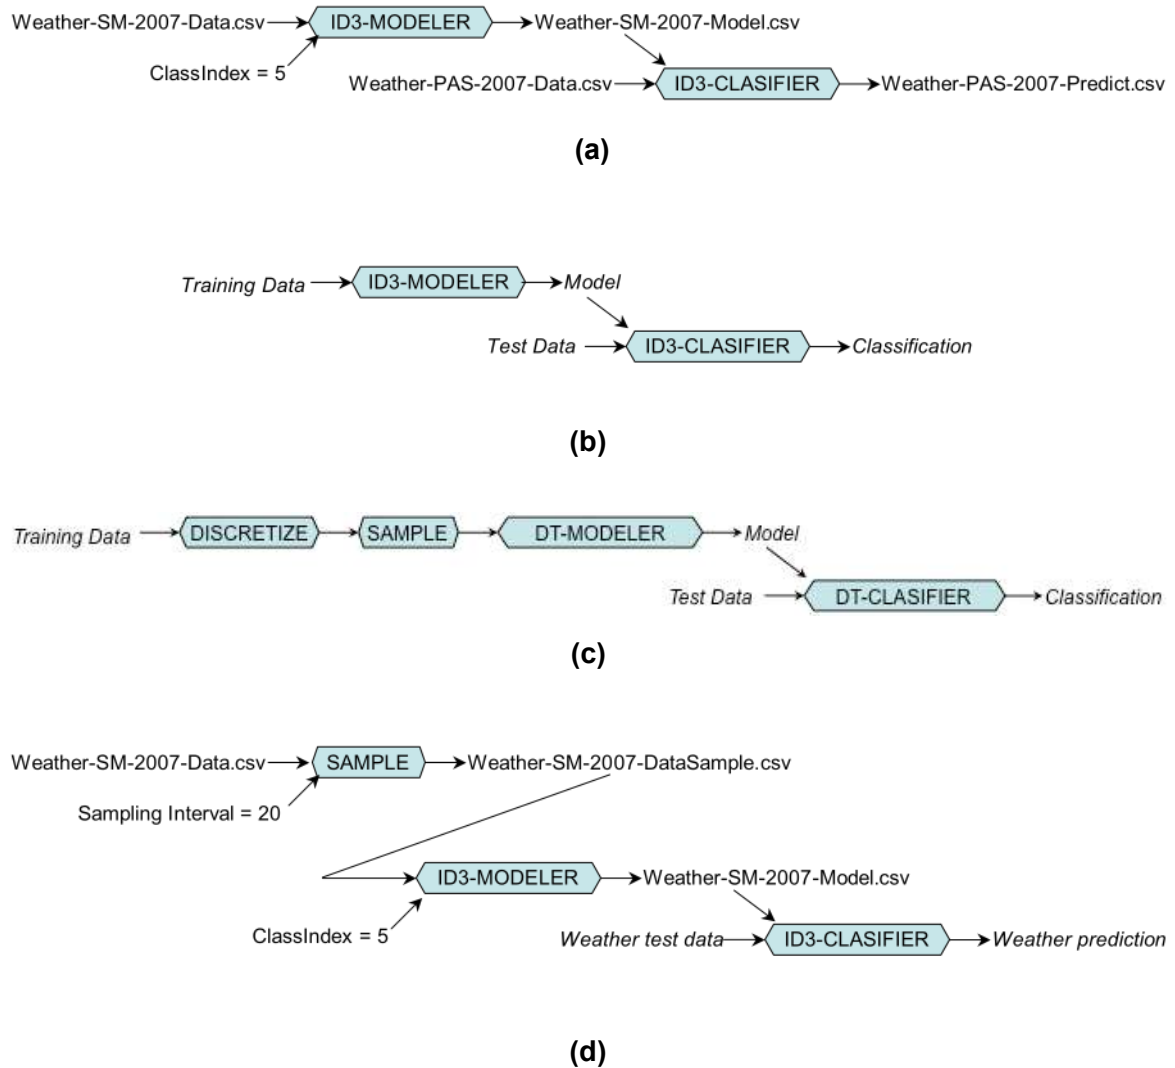 Weather-SM-2007-Data.csv ID3-MODELER Weather-SM-2007-Model.csv
ClassIndex = 5
Weather-PAS-2007-Data.csv ID3-CLASIFIER Weather-PAS-2007-Predict.csv
(a)
Training Data ID3-MODELER Model
Test Data ID3-CLASIFIER Classification
(b)
Training Data DISCRETIZE SAMPLE DT-MODELER Model
Test Data DT-CLASIFIER Classification
(c)
Weather-SM-2007-Data.csv SAMPLE Weather-SM-2007-DataSample.csv
Sampling Interval = 20
ID3-MODELER Weather-SM-2007-Model.csv
ClassIndex = 5
Weather test data ID3-CLASIFIER Weather prediction
(d)